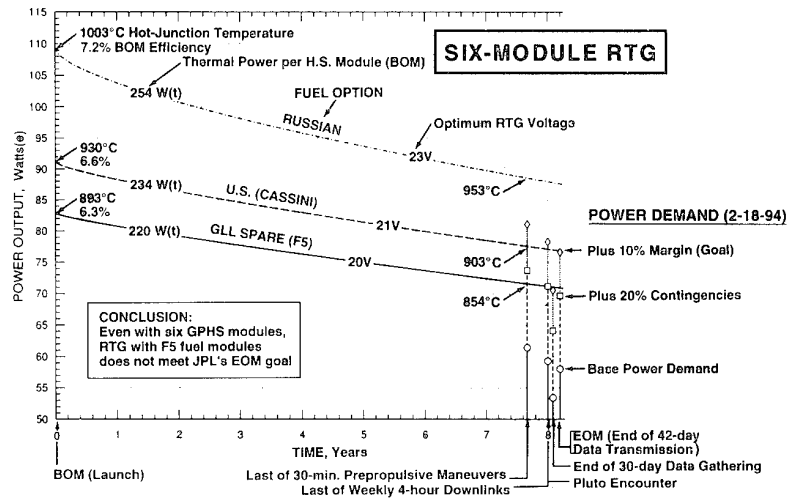 SIX-MODULE RTG
115
110
105
100
95
90
85
80
75
70
65
60
55
50
POWER OUTPUT, Watts(e)
1003°C Hot-Junction Temperature
7.2% BOM Efficiency
Thermal Power per H.S. Module (BOM)
254 W(t)
FUEL OPTION
RUSSIAN
Optimum RTG Voltage
23V
953°C
930°C
6.6%
234 W(t)
U.S. (CASSINI)
21V
903°C
893°C
6.3%
220 W(t)
GLL SPARE (F5)
20V
854°C
POWER DEMAND (2-18-94)
Plus 10% Margin (Goal)
Plus 20% Contingencies
Base Power Demand
CONCLUSION:
Even with six GPHS modules,
RTG with F5 fuel modules
does not meet JPL's EOM goal
0 1 2 3 4 5 6 7 8
TIME, Years
BOM (Launch)
EOM (End of 42-day
Data Transmission)
End of 30-day Data Gathering
Pluto Encounter
Last of 30-min. Prepropulsive Maneuvers
Last of Weekly 4-hour Downlinks